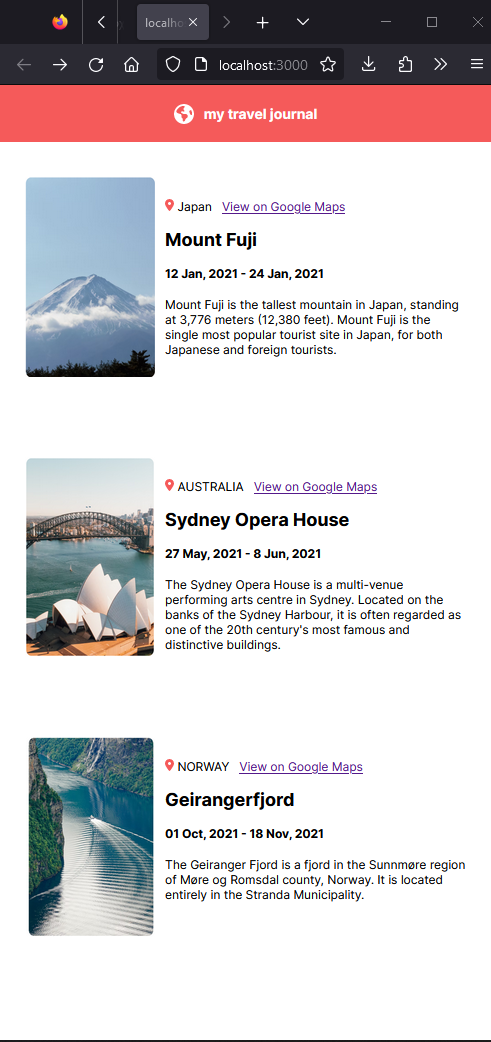 localho
localhost:3000
my travel journal
Japan View on Google Maps
Mount Fuji
12 Jan, 2021 - 24 Jan, 2021
Mount Fuji is the tallest mountain in Japan, standing
at 3,776 meters (12,380 feet). Mount Fuji is the
single most popular tourist site in Japan, for both
Japanese and foreign tourists.
AUSTRALIA View on Google Maps
Sydney Opera House
27 May, 2021 - 8 Jun, 2021
The Sydney Opera House is a multi-venue
performing arts centre in Sydney. Located on the
banks of the Sydney Harbour, it is often regarded as
one of the 20th century's most famous and
distinctive buildings.
NORWAY View on Google Maps
Geirangerfjord
01 Oct, 2021 - 18 Nov, 2021
The Geiranger Fjord is a fjord in the Sunnmøre region
of Møre og Romsdal county, Norway. It is located
entirely in the Stranda Municipality.